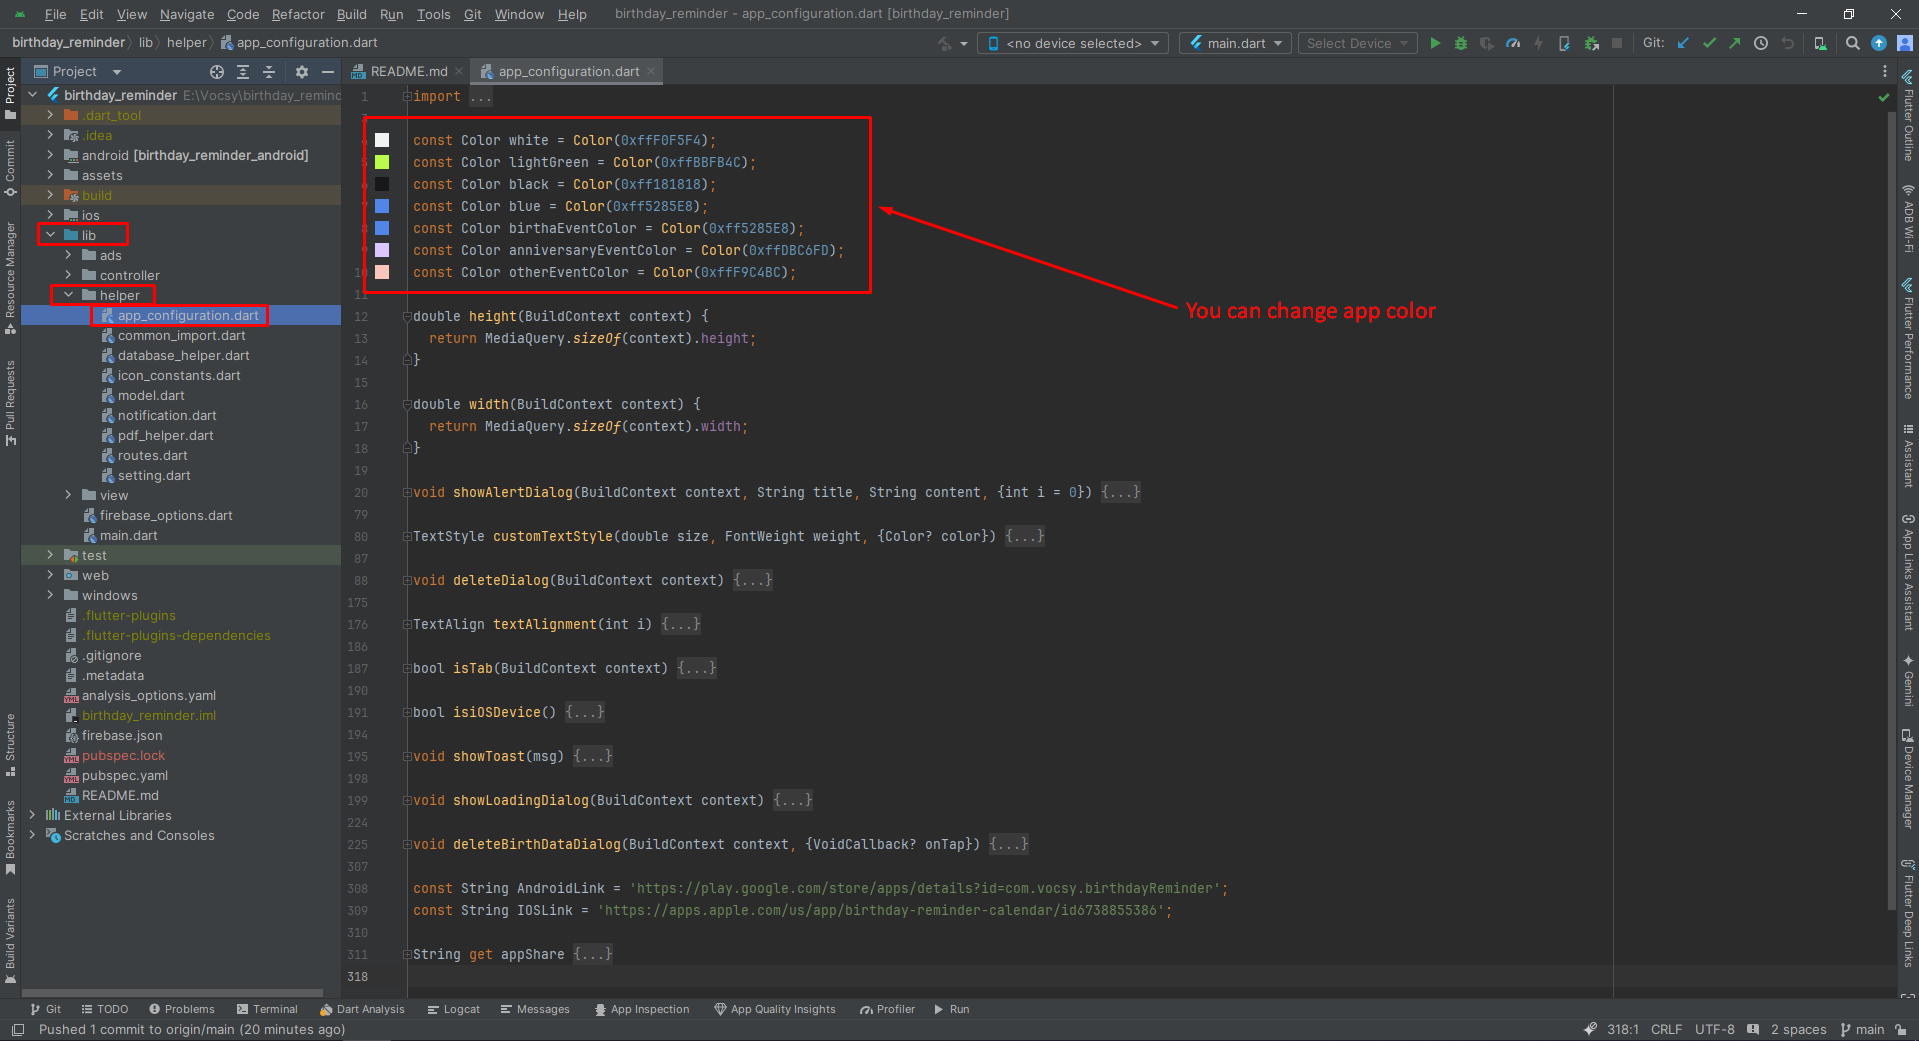 File Edit View Navigate Code Refactor Build Run Tools Git Window Help birthday_reminder - app_configuration.dart [birthday_reminder]
birthday_reminder lib helper app_configuration.dart <no device selected> main.dart Select Device Git:
Project
README.md app_configuration.dart
birthday_reminder E:\Vocsy\birthday_remind
.dart_tool
.idea
android [birthday_reminder_android]
assets
build
ios
lib
ads
controller
helper
app_configuration.dart
common_import.dart
database_helper.dart
icon_constants.dart
model.dart
notification.dart
pdf_helper.dart
routes.dart
setting.dart
view
firebase_options.dart
main.dart
test
web
windows
.flutter-plugins
.flutter-plugins-dependencies
.gitignore
.metadata
analysis_options.yaml
birthday_reminder.iml
firebase.json
pubspec.lock
pubspec.yaml
README.md
External Libraries
Scratches and Consoles
1 import ...
const Color white = Color(0xffF0F5F4);
const Color lightGreen = Color(0xffBBFB4C);
const Color black = Color(0xff181818);
const Color blue = Color(0xff5285E8);
const Color birthaEventColor = Color(0xff5285E8);
const Color anniversaryEventColor = Color(0xffDBC6FD);
10 const Color otherEventColor = Color(0xffF9C4BC);
11
12 double height(BuildContext context) {
13 return MediaQuery.sizeOf(context).height;
14 }
15
16 double width(BuildContext context) {
17 return MediaQuery.sizeOf(context).width;
18 }
19
20 void showAlertDialog(BuildContext context, String title, String content, {int i = 0}) {...}
79
80 TextStyle customTextStyle(double size, FontWeight weight, {Color? color}) {...}
87
88 void deleteDialog(BuildContext context) {...}
175
176 TextAlign textAlignment(int i) {...}
186
187 bool isTab(BuildContext context) {...}
190
191 bool isiOSDevice() {...}
194
195 void showToast(msg) {...}
198
199 void showLoadingDialog(BuildContext context) {...}
224
225 void deleteBirthDataDialog(BuildContext context, {VoidCallback? onTap}) {...}
307
308 const String AndroidLink = 'https://play.google.com/store/apps/details?id=com.vocsy.birthdayReminder';
309 const String IOSLink = 'https://apps.apple.com/us/app/birthday-reminder-calendar/id6738855386';
310
311 String get appShare {...}
318
You can change app color
Project
Commit
Resource Manager
Pull Requests
Structure
Bookmarks
Build Variants
Flutter Outline
ADB Wi-Fi
Flutter Performance
Assistant
App Links Assistant
Gemini
Device Manager
Flutter Deep Links
Git TODO Problems Terminal Dart Analysis Logcat Messages App Inspection App Quality Insights Profiler Run
Pushed 1 commit to origin/main (20 minutes ago) 318:1 CRLF UTF-8 2 spaces main